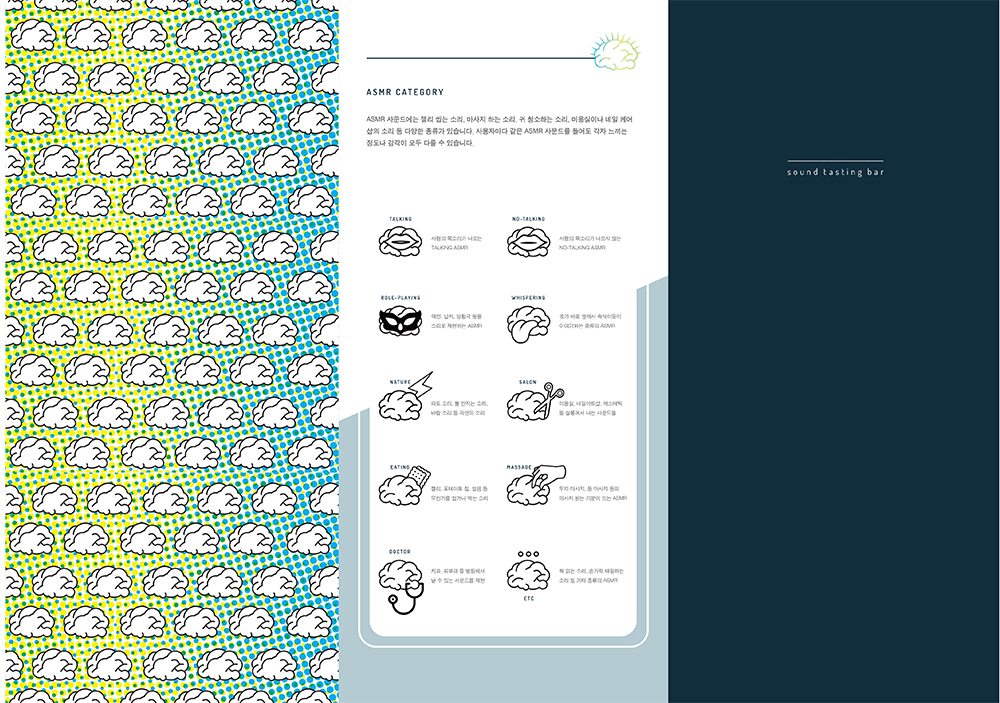 ASMR CATEGORY
ASMR 사운드에는 젤리 씹는 소리, 마사지 하는 소리, 귀 청소하는 소리, 미용실이나 네일 케어
샵의 소리 등 다양한 종류가 있습니다. 사용자마다 같은 ASMR 사운드를 들어도 각자 느끼는
정도나 감각이 모두 다를 수 있습니다.
sound tasting bar
TALKING
사람의 목소리가 나오는
TALKING ASMR
NO-TALKING
사람의 목소리가 나오지 않는
NO-TALKING ASMR
ROLE-PLAYING
메인, 납치, 상황극 등을
소리로 재현하는 ASMR
WHISPERING
귓가 바로 옆에서 속삭이듯이
이야기하는 종류의 ASMR
NATURE
파도 소리, 돌 만지는 소리,
바람 소리 등 자연의 소리
SALON
미용실, 네일아트샵, 에스테틱
등 살롱에서 나는 사운드들
EATING
젤리, 포테이토 칩, 얼음 등
무언가를 씹거나 먹는 소리
MASSAGE
두피 마사지, 등 마사지 등의
마사지 받는 기분이 드는 ASMR
DOCTOR
치과, 피부과 등 병원에서
날 수 있는 사운드를 재현
책 읽는 소리, 손가락 태핑하는
소리 등 기타 종류의 ASMR
ETC